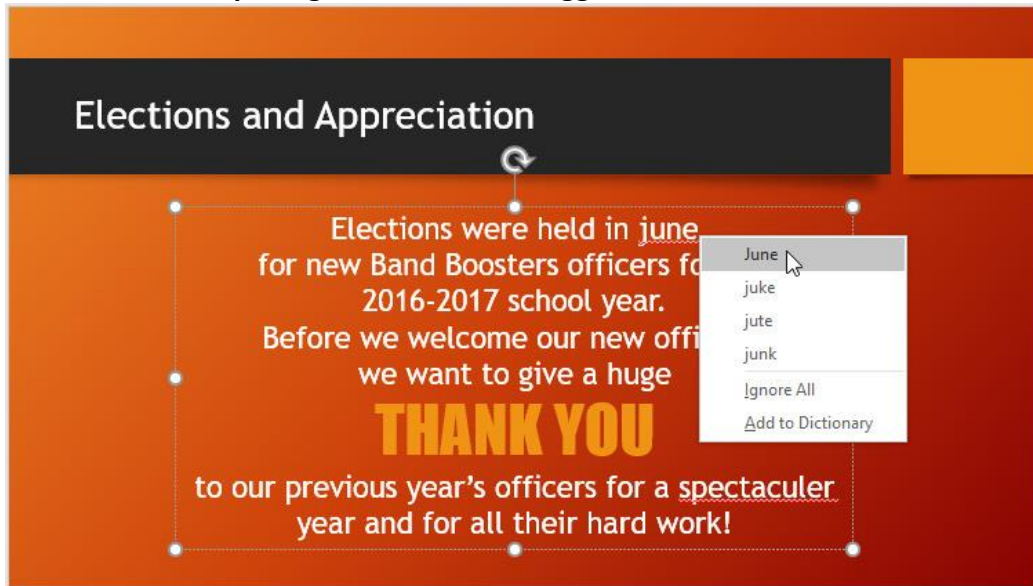 Elections and Appreciation
Elections were held in june
for new Band Boosters officers
2016-2017 school year.
Before we welcome our new
we want to give a huge
THANK YOU
to our previous year's officers for a spectaculer
year and for all their hard work!
June
juke
jute
junk
Ignore All
Add to Dictionary